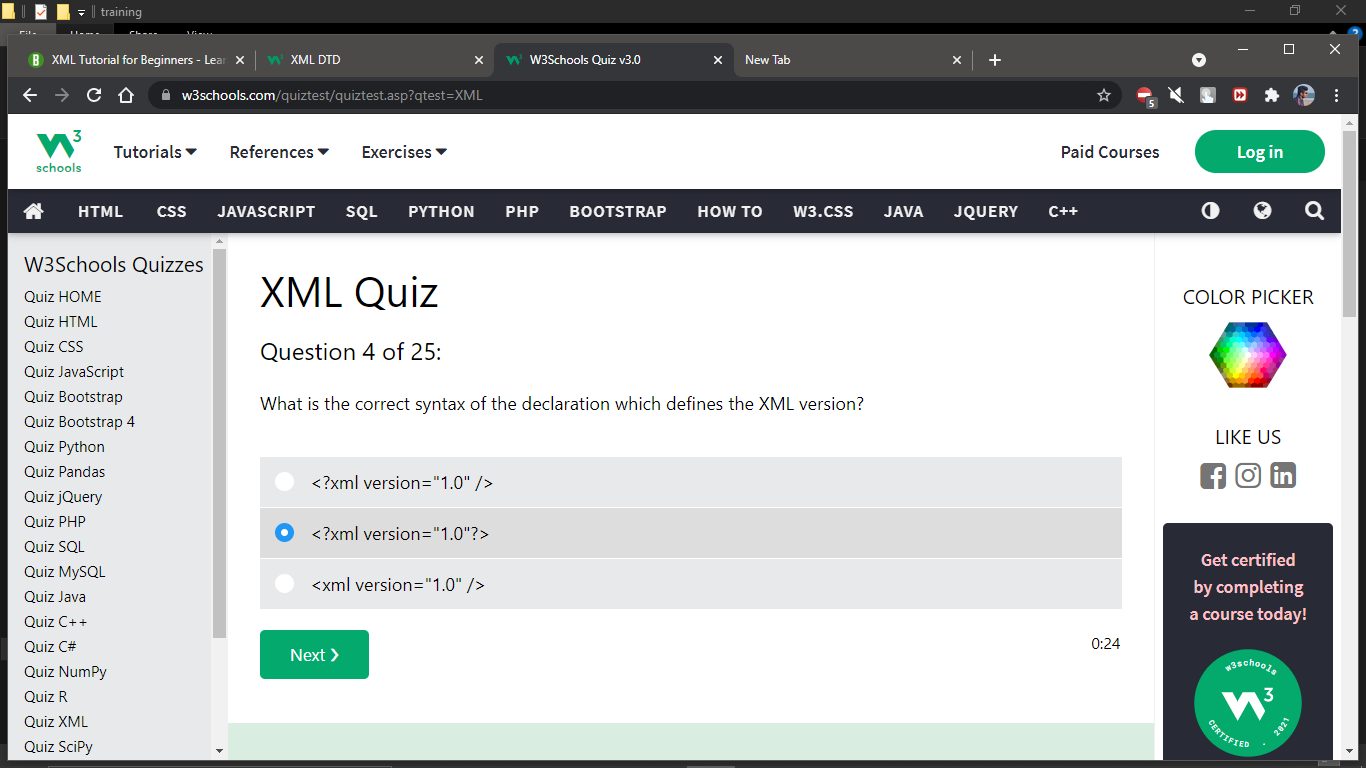 training
XML Tutorial for Beginners - Lear
XML DTD
W3Schools Quiz v3.0
New Tab
w3schools.com/quiztest/quiztest.asp?qtest=XML
5
3
schools
Tutorials
References
Exercises
Paid Courses
Log in
HTML CSS JAVASCRIPT SQL PYTHON PHP BOOTSTRAP HOW TO W3.CSS JAVA JQUERY C++
W3Schools Quizzes
Quiz HOME
Quiz HTML
Quiz CSS
Quiz JavaScript
Quiz Bootstrap
Quiz Bootstrap 4
Quiz Python
Quiz Pandas
Quiz jQuery
Quiz PHP
Quiz SQL
Quiz MySQL
Quiz Java
Quiz C++
Quiz C#
Quiz NumPy
Quiz R
Quiz XML
Quiz SciPy
XML Quiz
Question 4 of 25:
What is the correct syntax of the declaration which defines the XML version?
<?xml version="1.0" />
<?xml version="1.0"?>
<xml version="1.0" />
Next ❯
0:24
COLOR PICKER
LIKE US
Get certified
by completing
a course today!
w3schools
3
CERTIFIED . 2021